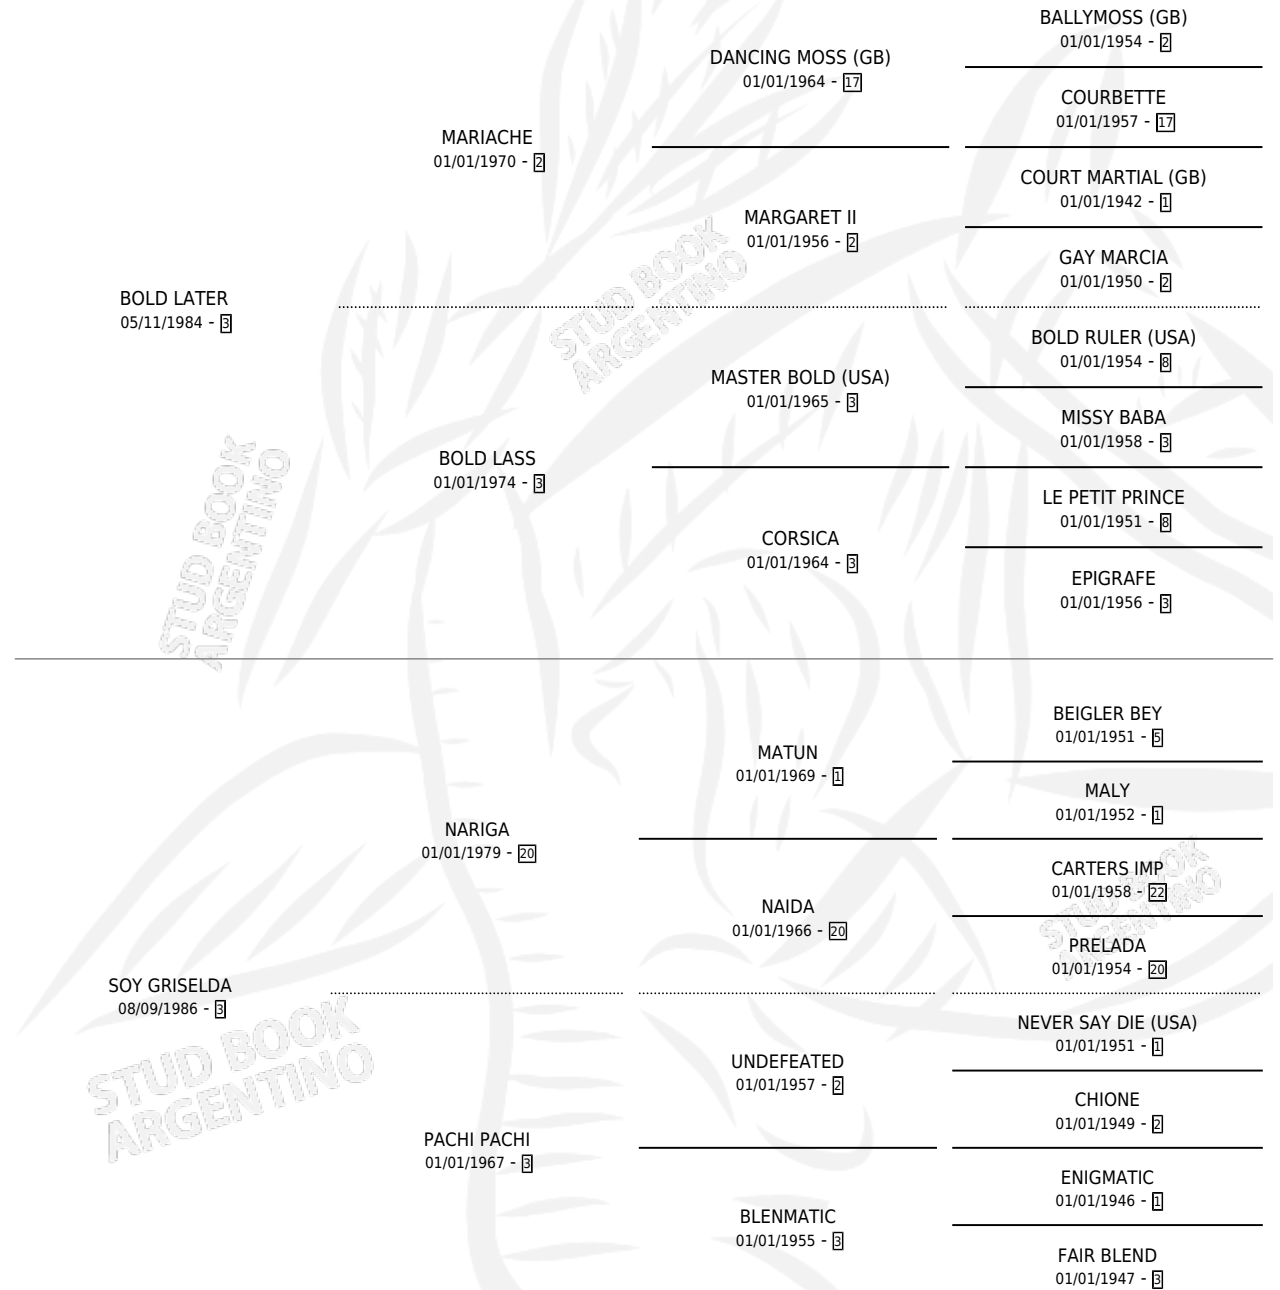 BALLYMOSS (GB)
01/01/1954 - 2
DANCING MOSS (GB)
01/01/1964 - 17
COURBETTE
01/01/1957 - 17
MARIACHE
01/01/1970 - 2
COURT MARTIAL (GB)
01/01/1942 - 1
MARGARET II
01/01/1956 - 2
GAY MARCIA
01/01/1950 - 2
BOLD LATER
05/11/1984 - 3
BOLD RULER (USA)
01/01/1954 - 8
MASTER BOLD (USA)
01/01/1965 - 3
MISSY BABA
01/01/1958 - 3
BOLD LASS
01/01/1974 - 3
LE PETIT PRINCE
01/01/1951 - 8
CORSICA
01/01/1964 - 3
EPIGRAFE
01/01/1956 - 3
BEIGLER BEY
01/01/1951 - 5
MATUN
01/01/1969 - 1
MALY
01/01/1952 - 1
NARIGA
01/01/1979 - 20
CARTERS IMP
01/01/1958 - 22
NAIDA
01/01/1966 - 20
PRELADA
01/01/1954 - 20
SOY GRISELDA
08/09/1986 - 3
NEVER SAY DIE (USA)
01/01/1951 - 1
UNDEFEATED
01/01/1957 - 2
CHIONE
01/01/1949 - 2
PACHI PACHI
01/01/1967 - 3
ENIGMATIC
01/01/1946 - 1
BLENMATIC
01/01/1955 - 3
FAIR BLEND
01/01/1947 - 3
STUD BOOK
ARGENTINO
STUD BOOK
ARGENTINO
STUD BOOK
ARGENTINO
STUD BOOK
ARGENTINO